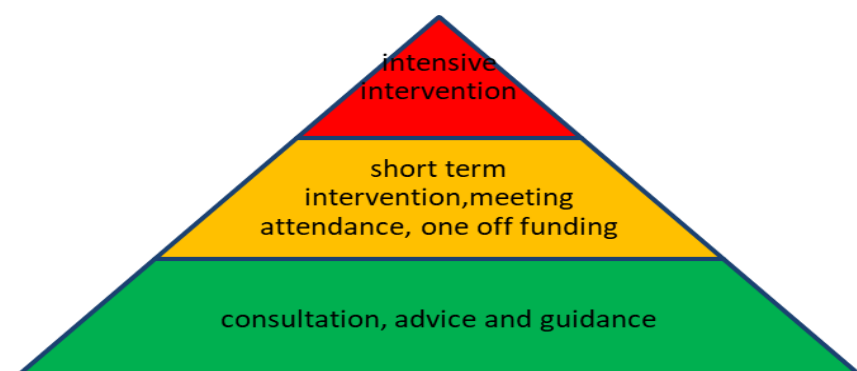 intensive
intervention
short term
intervention,meeting
attendance, one off funding
consultation, advice and guidance